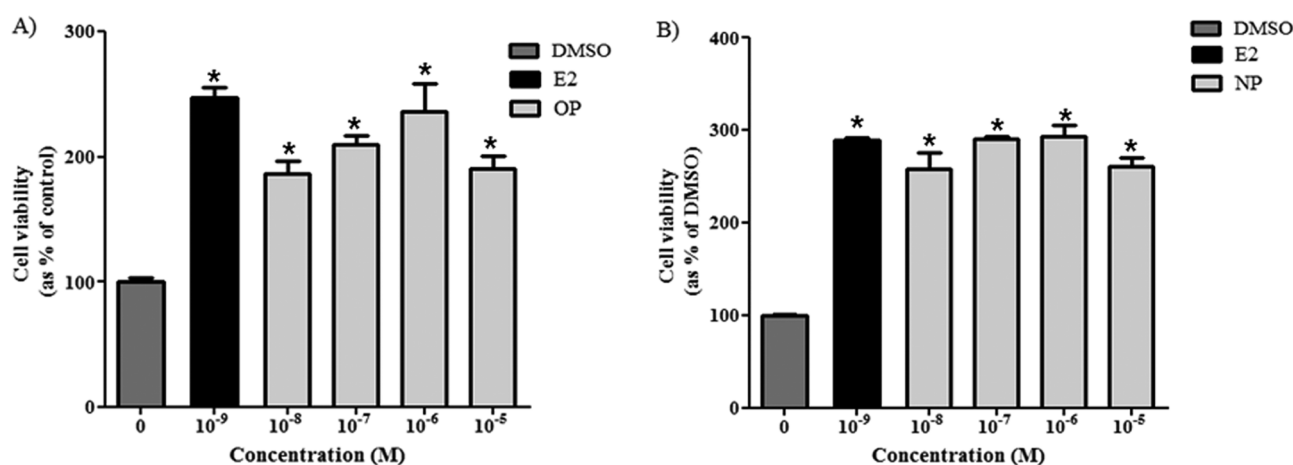 A)
300
200
100
0
Cell viability
(as % of control)
DMSO
E2
OP
*
*
*
*
*
0
10⁻⁹
10⁻⁸
10⁻⁷
10⁻⁶
10⁻⁵
Concentration (M)
B)
400
300
200
100
0
Cell viability
(as % of DMSO)
DMSO
E2
NP
*
*
*
*
*
0
10⁻⁹
10⁻⁸
10⁻⁷
10⁻⁶
10⁻⁵
Concentration (M)